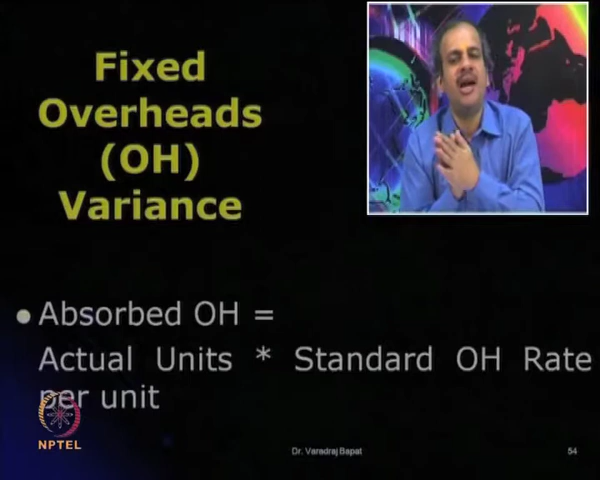 Fixed
Overheads
(OH)
Variance
Absorbed OH =
Actual Units * Standard OH Rate
per unit
NPTEL
Dr. Varadraj Bapat
54